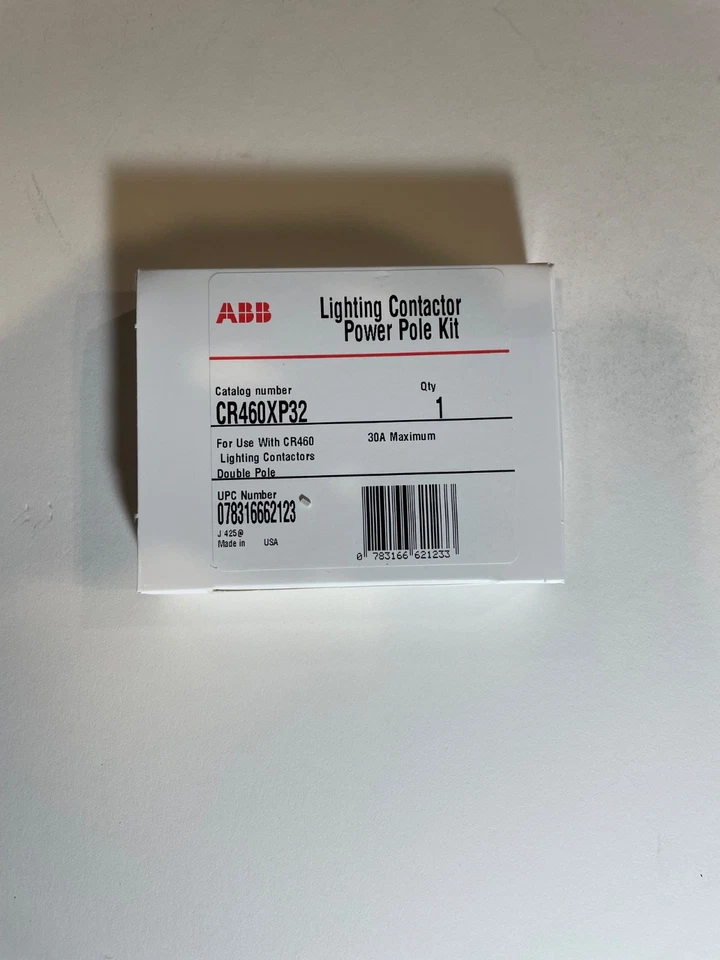 ABB
Lighting Contactor
Power Pole Kit
Catalog number
Qty
CR460XP32
1
For Use With CR460
Lighting Contactors
Double Pole
30A Maximum
UPC Number
078316662123
J 425@
Made in USA
0 783166 621233